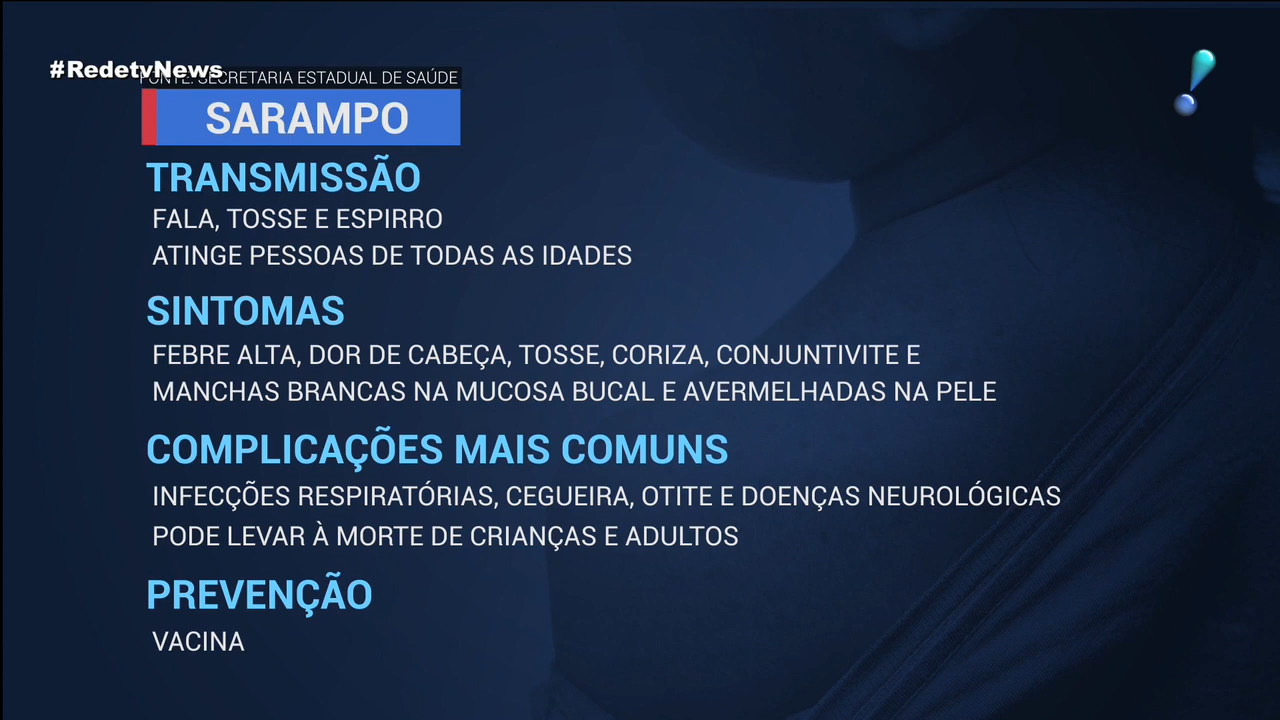 #RedetvNews
FONTE: SECRETARIA ESTADUAL DE SAÚDE
SARAMPO
TRANSMISSÃO
FALA, TOSSE E ESPIRRO
ATINGE PESSOAS DE TODAS AS IDADES
SINTOMAS
FEBRE ALTA, DOR DE CABEÇA, TOSSE, CORIZA, CONJUNTIVITE E
MANCHAS BRANCAS NA MUCOSA BUCAL E AVERMELHADAS NA PELE
COMPLICAÇÕES MAIS COMUNS
INFECÇÕES RESPIRATÓRIAS, CEGUEIRA, OTITE E DOENÇAS NEUROLÓGICAS
PODE LEVAR À MORTE DE CRIANÇAS E ADULTOS
PREVENÇÃO
VACINA